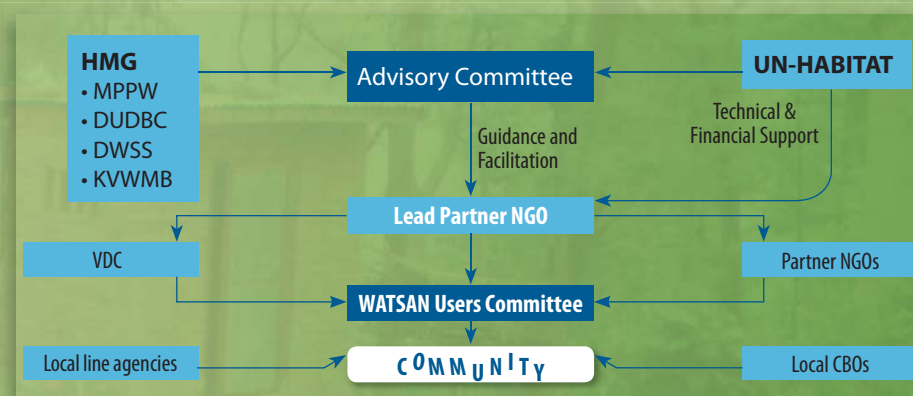 HMG
• MPPW
• DUDBC
• DWSS
• KVWMB
Advisory Committee
UN-HABITAT
Technical &
Financial Support
Guidance and
Facilitation
Lead Partner NGO
VDC
Partner NGOs
WATSAN Users Committee
Local line agencies
COMMUNITY
Local CBOs